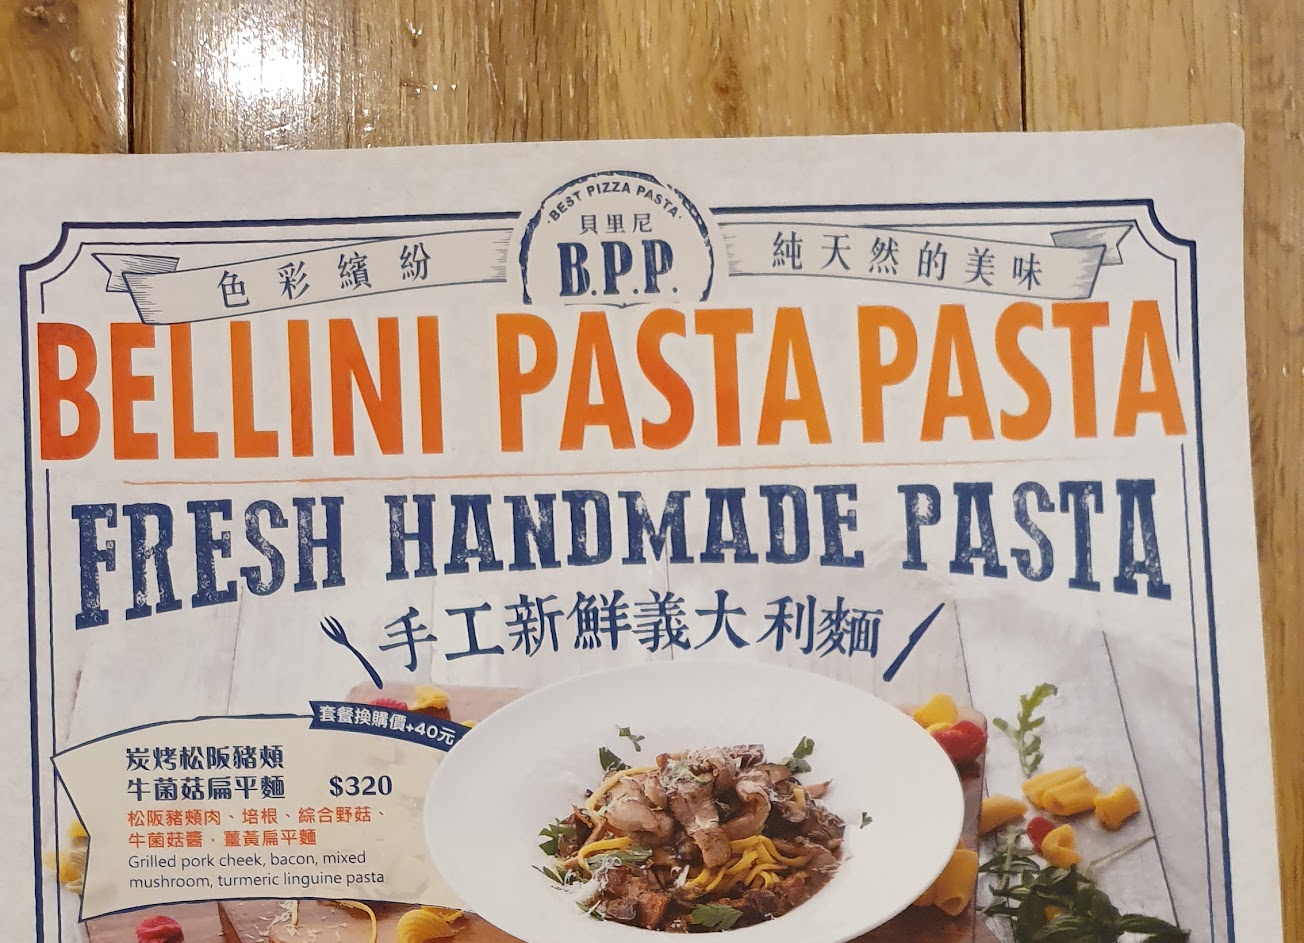 ·BEST PIZZA PASTA·
貝里尼
B.P.P.
色彩繽紛
純天然的美味
BELLINI PASTA PASTA
FRESH HANDMADE PASTA
手工新鮮義大利麵
套餐換購價+40元
炭烤松阪豬頰
牛菌菇扁平麵 $320
松阪豬頰肉、培根、綜合野菇、
牛菌菇醬，薑黃扁平麵
Grilled pork cheek, bacon, mixed
mushroom, turmeric linguine pasta